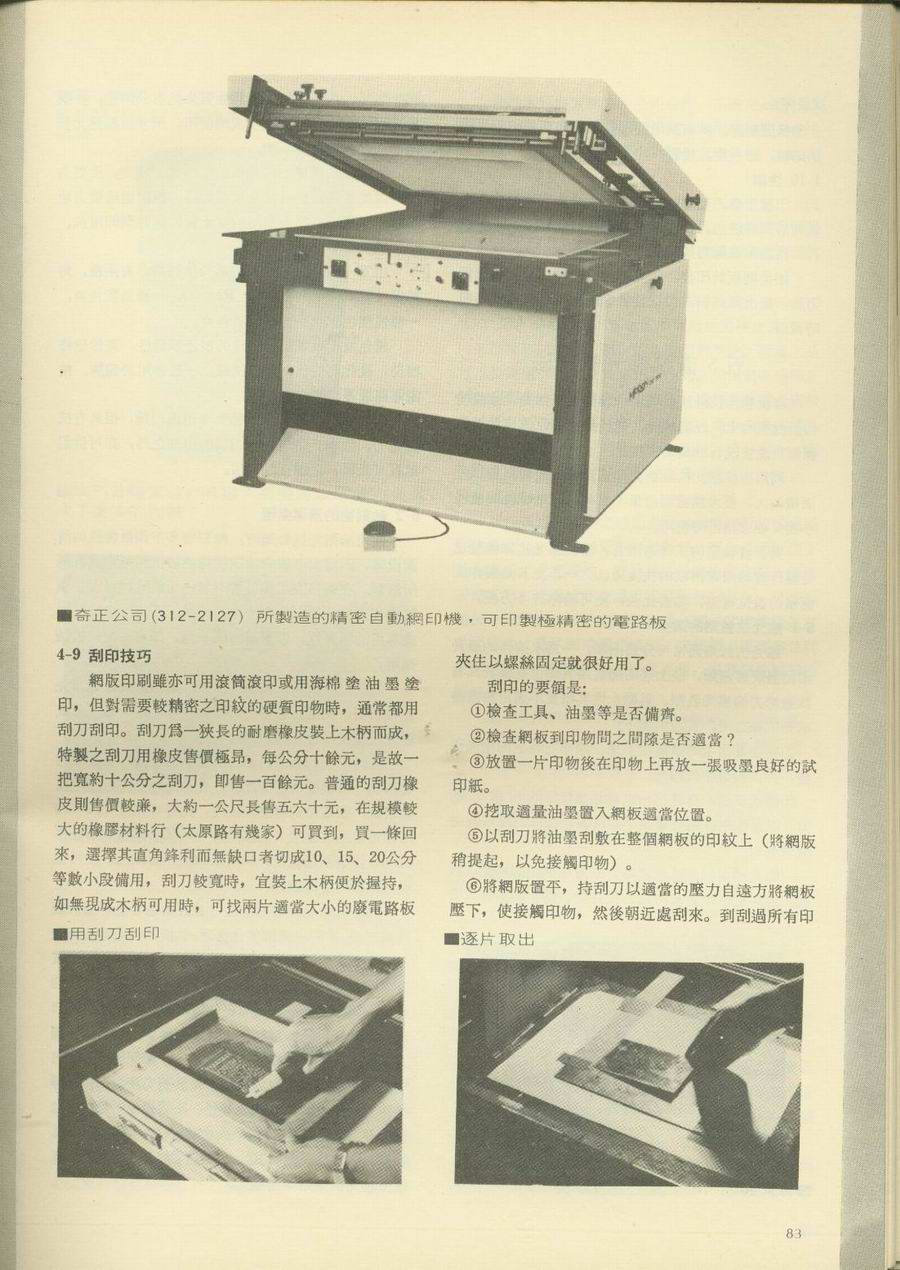 ■奇正公司(312-2127) 所製造的精密自動網印機，可印製極精密的電路板
4-9 刮印技巧
網版印刷雖亦可用滾筒滾印或用海棉塗油墨塗
印，但對需要較精密之印紋的硬質印物時，通常都用
刮刀刮印。刮刀爲一狹長的耐磨橡皮裝上木柄而成，
特製之刮刀用橡皮售價極昻，每公分十餘元，是故一
把寬約十公分之刮刀，卽售一百餘元。普通的刮刀橡
皮則售價較廉，大約一公尺長售五六十元，在規模較
大的橡膠材料行（太原路有幾家）可買到，買一條回
來，選擇其直角鋒利而無缺口者切成10、15、20公分
等數小段備用，刮刀較寬時，宜裝上木柄便於握持，
如無現成木柄可用時，可找兩片適當大小的廢電路板
夾住以螺絲固定就很好用了。
刮印的要領是:
①檢查工具、油墨等是否備齊。
②檢查網板到印物間之間隙是否適當？
③放置一片印物後在印物上再放一張吸墨良好的試
印紙。
④挖取適量油墨置入網板適當位置。
⑤以刮刀將油墨刮敷在整個網板的印紋上（將網版
稍提起，以免接觸印物）。
⑥將網版置平，持刮刀以適當的壓力自遠方將網板
壓下，使接觸印物，然後朝近處刮來。到刮過所有印
■用刮刀刮印
■逐片取出
83